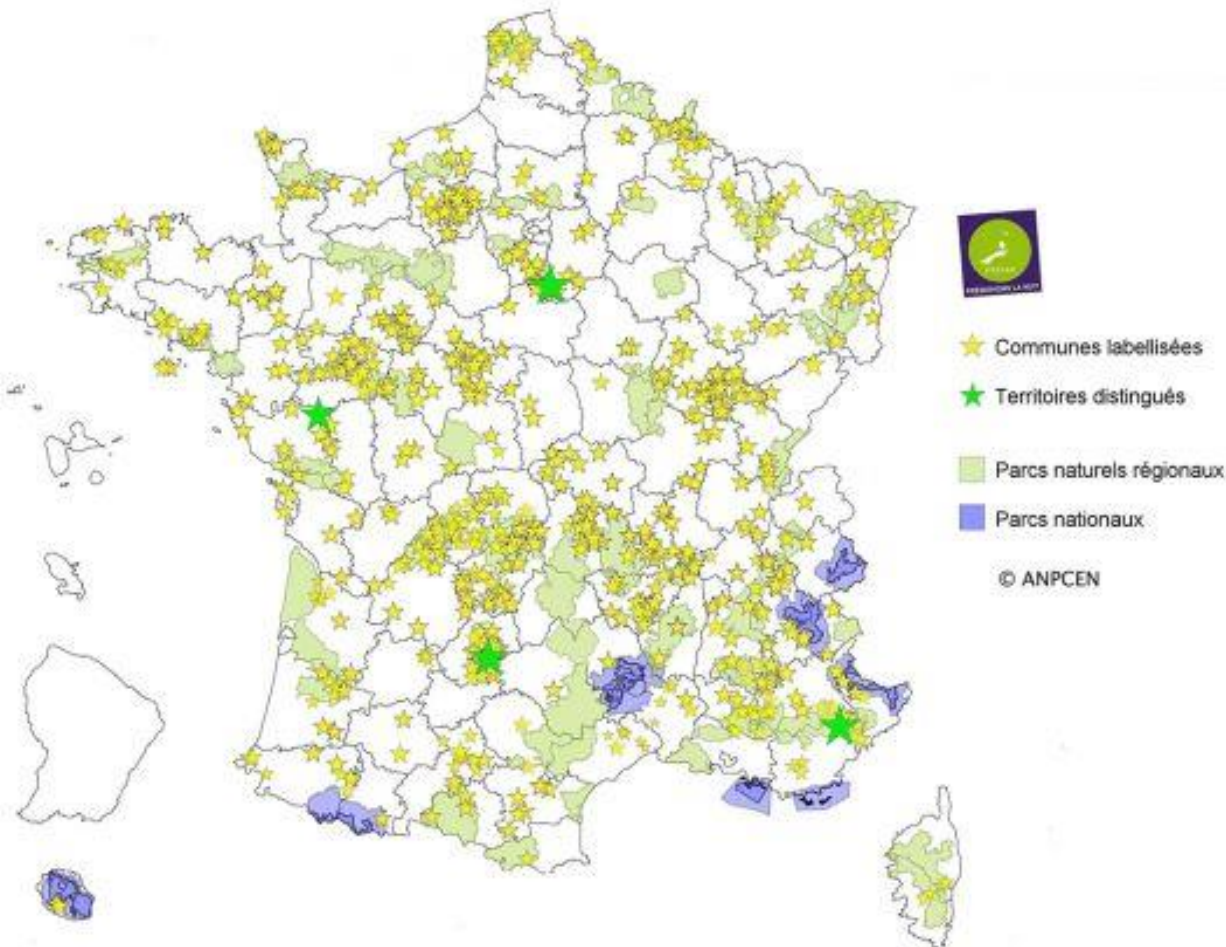 Communes labellisées
Territoires distingués
Parcs naturels régionaux
Parcs nationaux
© ANPCEN